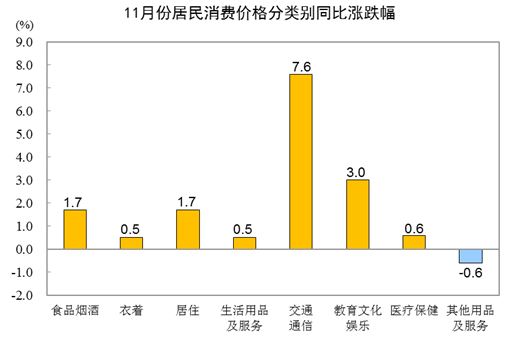 11月份居民消费价格分类别同比涨跌幅
(%)
9.0
8.0
7.0
6.0
5.0
4.0
3.0
2.0
1.0
0.0
-1.0
-2.0
1.7
0.5
1.7
0.5
7.6
3.0
0.6
-0.6
食品烟酒
衣着
居住
生活用品
及服务
交通
通信
教育文化
娱乐
医疗保健
其他用品
及服务